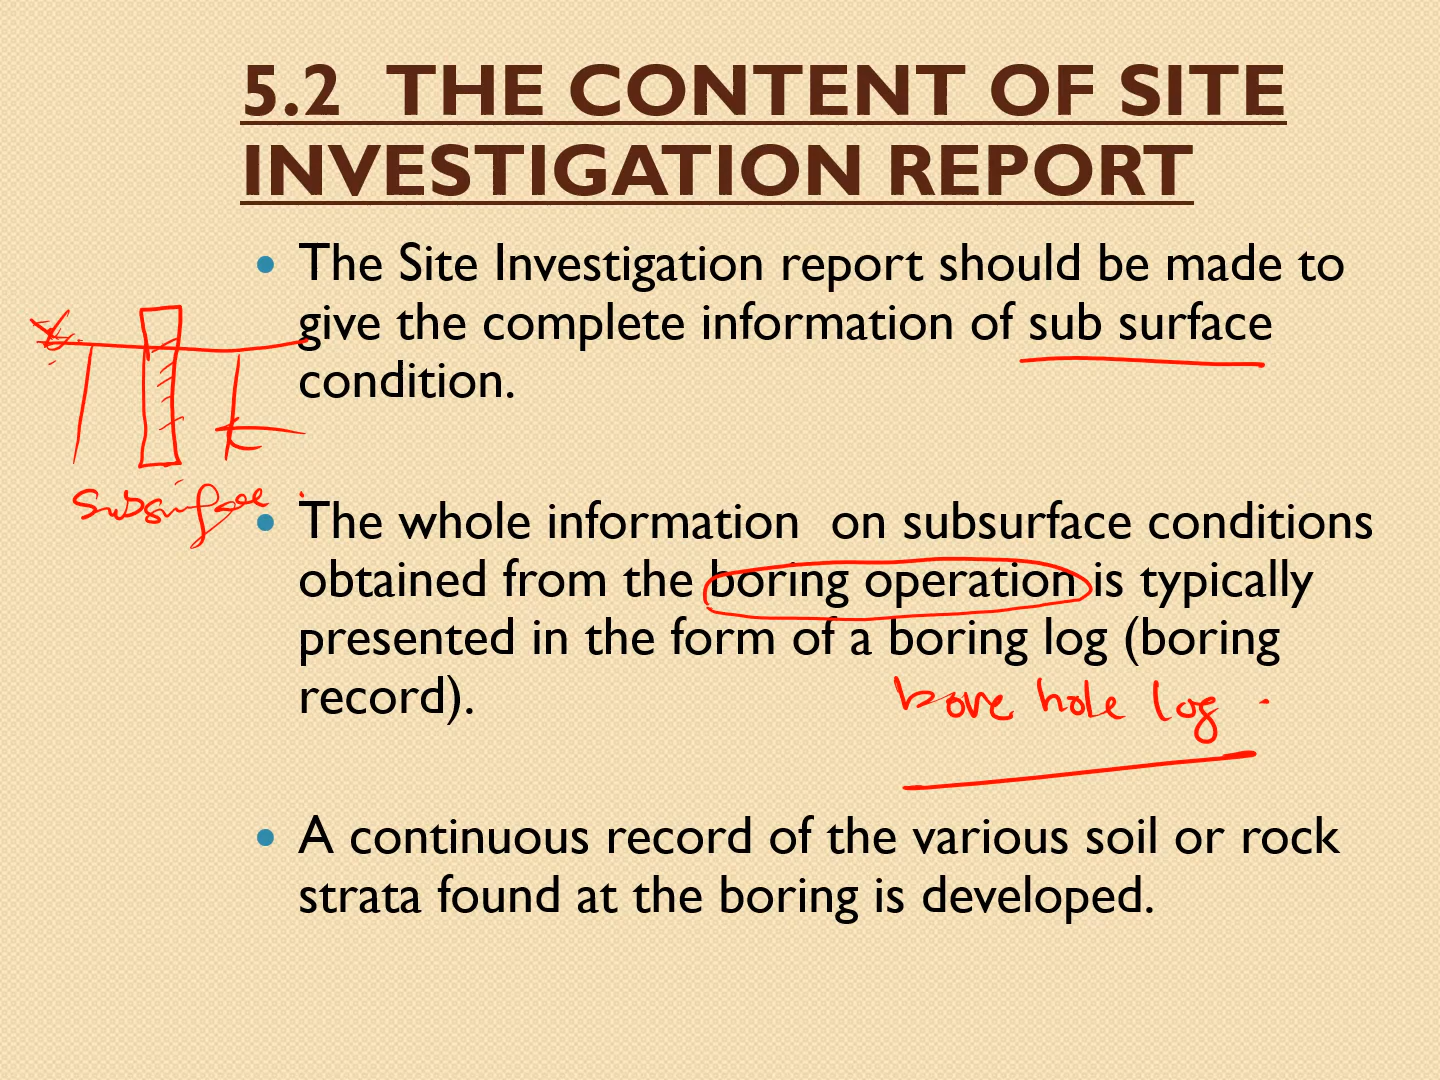 5.2 THE CONTENT OF SITE
INVESTIGATION REPORT
The Site Investigation report should be made to
give the complete information of sub surface
condition.
subsurface
The whole information on subsurface conditions
obtained from the boring operation is typically
presented in the form of a boring log (boring
record).
bore hole log.
A continuous record of the various soil or rock
strata found at the boring is developed.